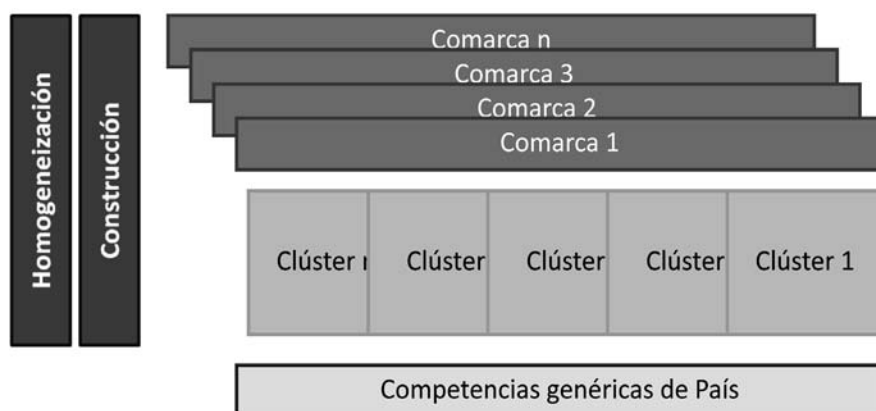 Homogeneización
Construcción
Comarca n
Comarca 3
Comarca 2
Comarca 1
Clúster
Clúster
Clúster
Clúster
Clúster 1
Competencias genéricas de País